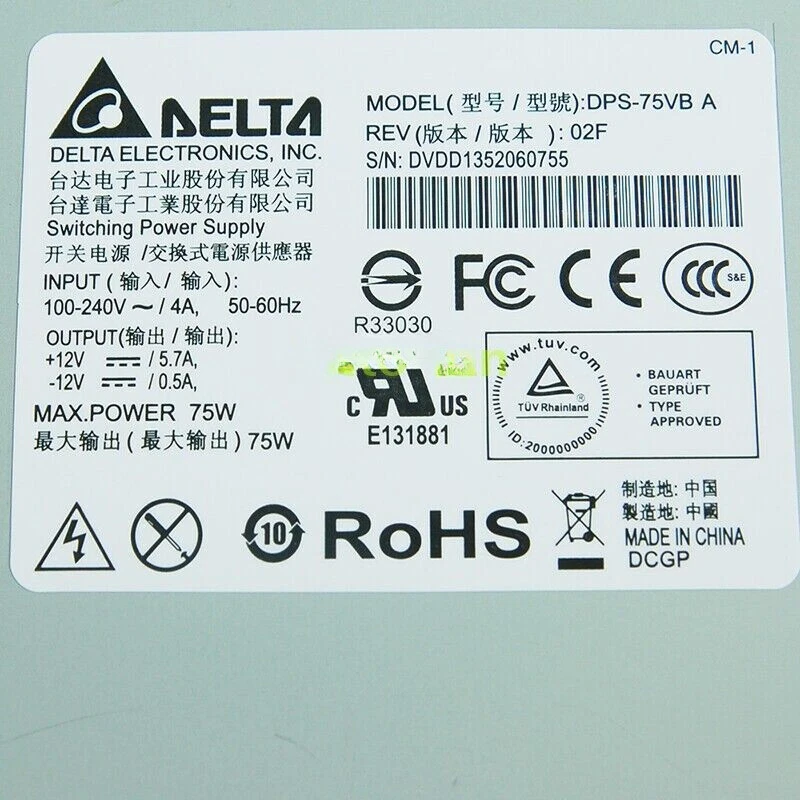 CM-1
DELTA
DELTA ELECTRONICS, INC.
台达电子工业股份有限公司
台達電子工業股份有限公司
Switching Power Supply
开关电源 /交换式電源供應器
INPUT ( 输入 / 输入):
100-240V ~ / 4A, 50-60Hz
OUTPUT(输出 / 输出):
+12V ⎓ / 5.7A,
-12V ⎓ / 0.5A,
MAX.POWER 75W
最大输出 ( 最大输出 ) 75W
MODEL( 型号 / 型號):DPS-75VB A
REV(版本 / 版本 ): 02F
S/N: DVDD1352060755
R33030
FC CE CCC S&E
c RU US
E131881
www.tuv.com
TÜV Rheinland
ID: 2000000000
• BAUART
GEPRÜFT
• TYPE
APPROVED
10
RoHS
制造地: 中国
製造地: 中國
MADE IN CHINA
DCGP